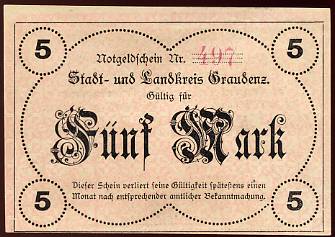 5 5
Notgeldschein Nr. 497
Stadt- und Landkreis Graudenz.
Gültig für
Fünf Mark
Dieser Schein verliert seine Gültigkeit spätestens einen
Monat nach entsprechender amtlicher Bekanntmachung.
5 5